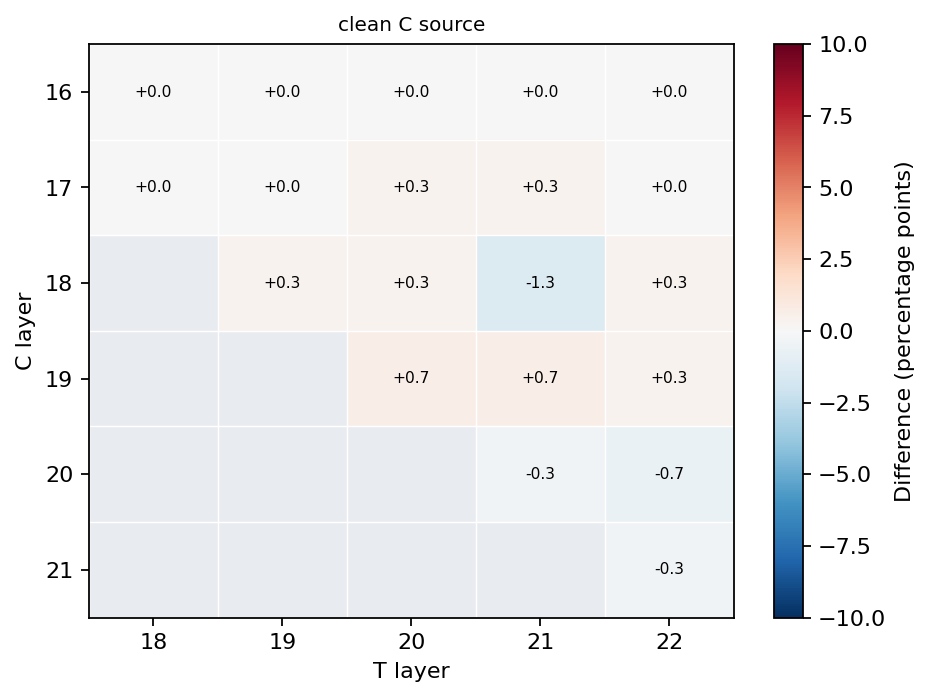 clean C source
16 +0.0 +0.0 +0.0 +0.0 +0.0
17 +0.0 +0.0 +0.3 +0.3 +0.0
18 +0.3 +0.3 -1.3 +0.3
19 +0.7 +0.7 +0.3
20 -0.3 -0.7
21 -0.3
18 19 20 21 22
T layer
C layer
10.0
7.5
5.0
2.5
0.0
−2.5
−5.0
−7.5
−10.0
Difference (percentage points)